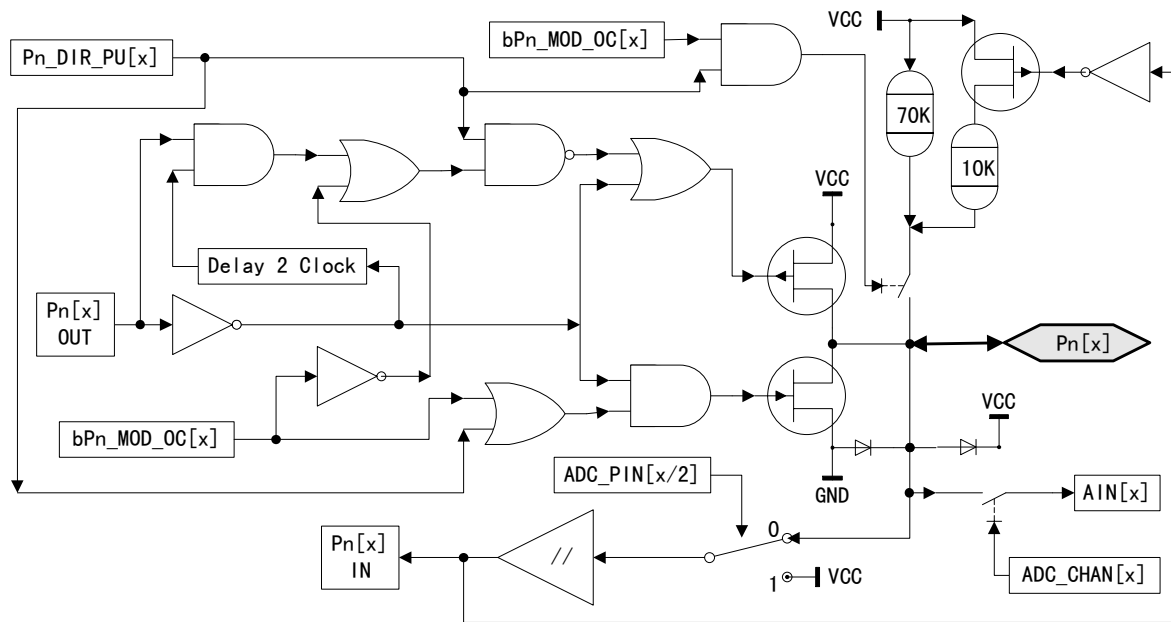 VCC
bPn_MOD_OC[x]
Pn_DIR_PU[x]
70K
10K
VCC
Delay 2 Clock
Pn[x]
OUT
Pn[x]
bPn_MOD_OC[x]
VCC
ADC_PIN[x/2]
GND
AIN[x]
0
Pn[x]
IN
//
1
VCC
ADC_CHAN[x]